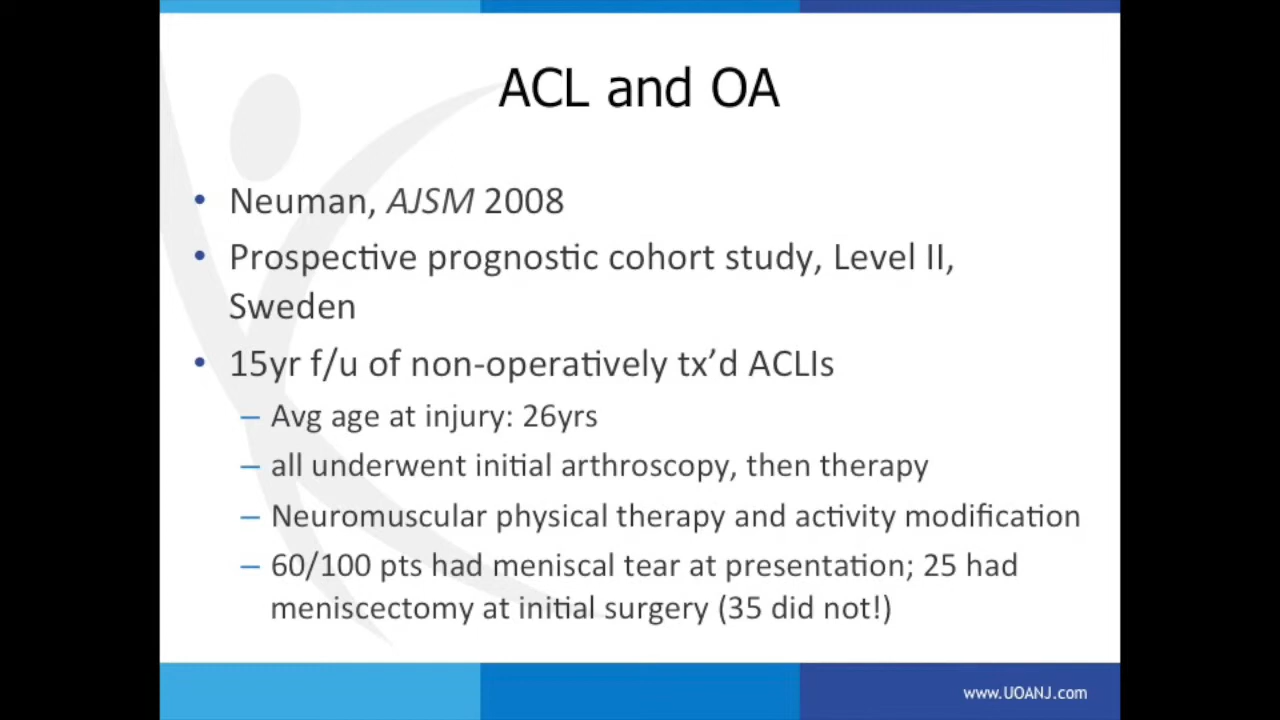 ACL and OA
• Neuman, AJSM 2008
• Prospective prognostic cohort study, Level II,
Sweden
• 15yr f/u of non-operatively tx’d ACLIs
– Avg age at injury: 26yrs
– all underwent initial arthroscopy, then therapy
– Neuromuscular physical therapy and activity modification
– 60/100 pts had meniscal tear at presentation; 25 had
meniscectomy at initial surgery (35 did not!)
www.UOANJ.com